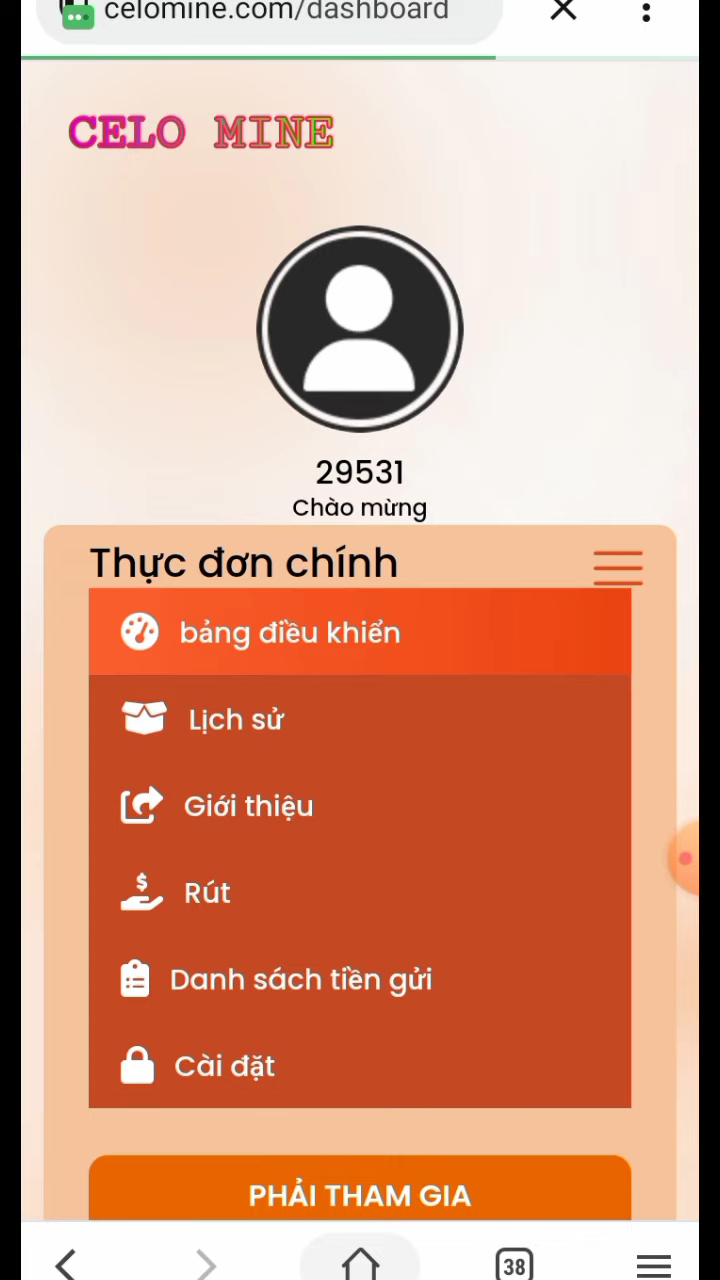 celomine.com/dashboard
CELO MINE
29531
Chào mừng
Thực đơn chính
bảng điều khiển
Lịch sử
Giới thiệu
Rút
Danh sách tiền gửi
Cài đặt
PHẢI THAM GIA
38